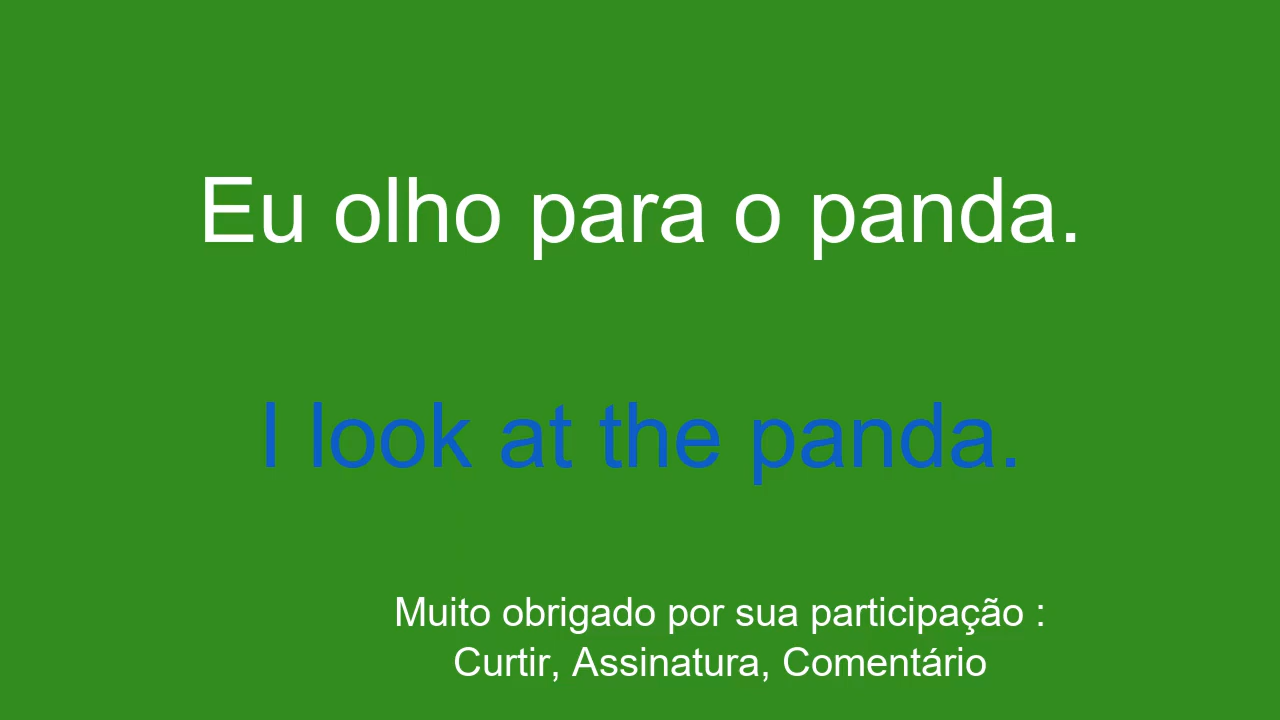 Eu olho para o panda.
I look at the panda.
Muito obrigado por sua participação :
Curtir, Assinatura, Comentário